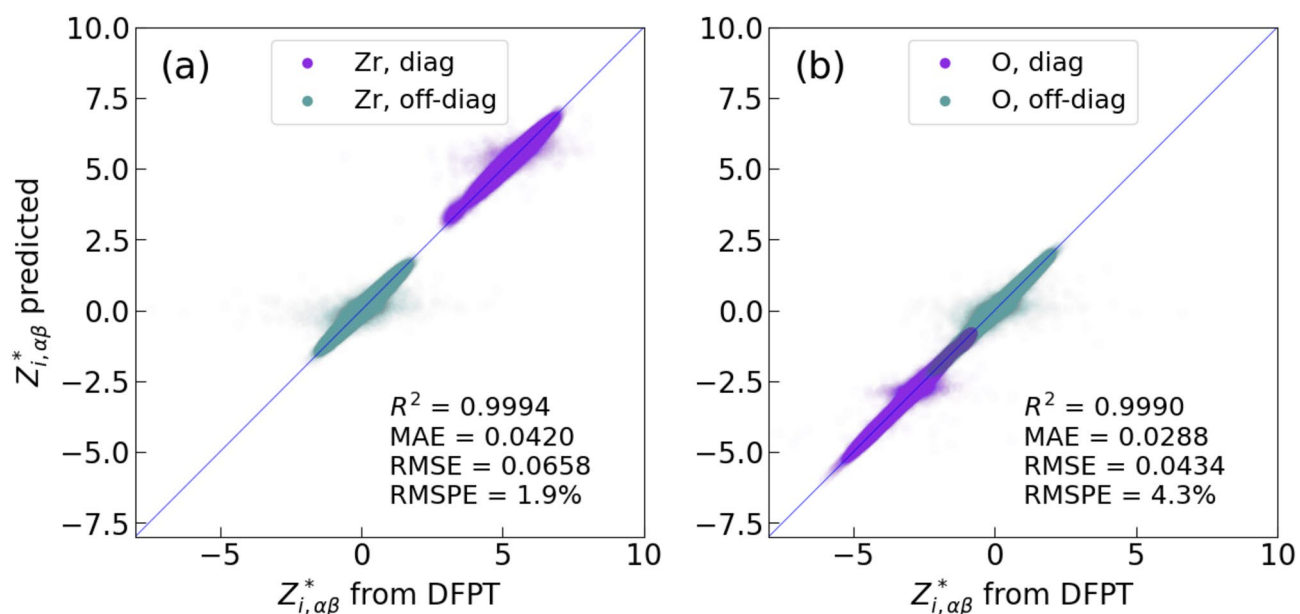 (a)
Zr, diag
Zr, off-diag
10.0
7.5
5.0
2.5
0.0
−2.5
−5.0
−7.5
Z*i,αβ predicted
R² = 0.9994
MAE = 0.0420
RMSE = 0.0658
RMSPE = 1.9%
−5 0 5 10
Z*i,αβ from DFPT
(b)
O, diag
O, off-diag
10.0
7.5
5.0
2.5
0.0
−2.5
−5.0
−7.5
R² = 0.9990
MAE = 0.0288
RMSE = 0.0434
RMSPE = 4.3%
−5 0 5 10
Z*i,αβ from DFPT